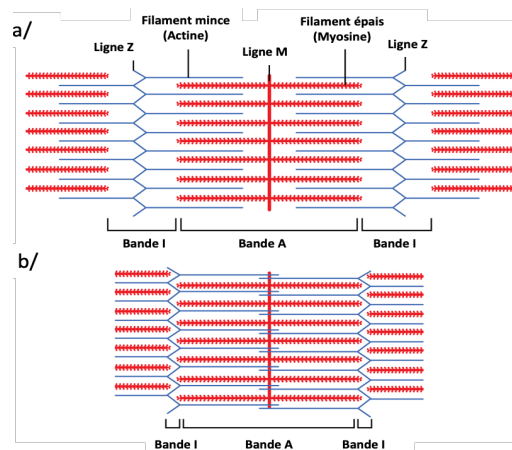 a/
Filament mince
(Actine)
Filament épais
(Myosine)
Ligne Z
Ligne M
Ligne Z
Bande I
Bande A
Bande I
b/
Bande I
Bande A
Bande I